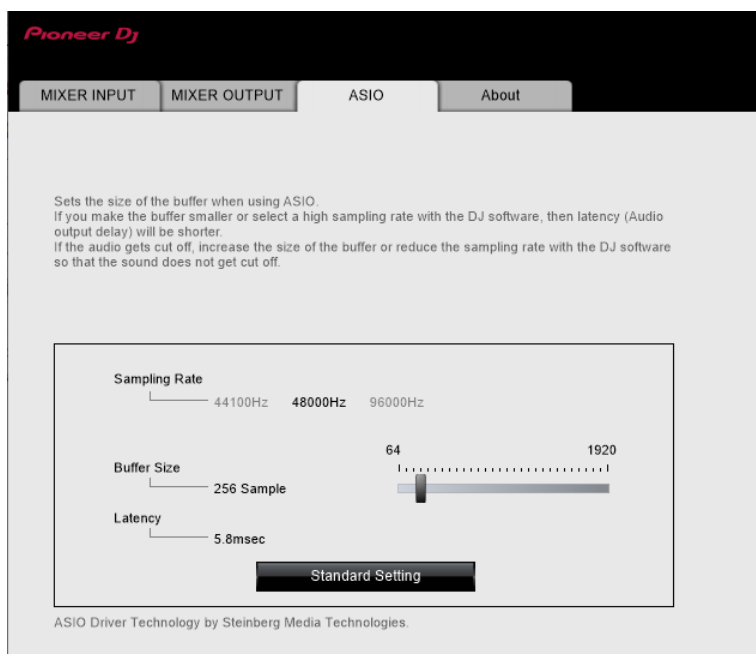 Pioneer Dj
MIXER INPUT MIXER OUTPUT ASIO About
Sets the size of the buffer when using ASIO.
If you make the buffer smaller or select a high sampling rate with the DJ software, then latency (Audio
output delay) will be shorter.
If the audio gets cut off, increase the size of the buffer or reduce the sampling rate with the DJ software
so that the sound does not get cut off.
Sampling Rate
44100Hz 48000Hz 96000Hz
64 1920
Buffer Size
256 Sample
Latency
5.8msec
Standard Setting
ASIO Driver Technology by Steinberg Media Technologies.